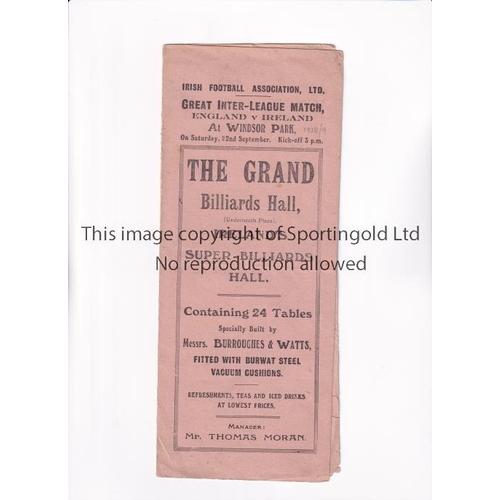 IRISH FOOTBALL ASSOCIATION, LTD.
GREAT INTER-LEAGUE MATCH,
ENGLAND v IRELAND
At WINDSOR PARK,
On Saturday, 22nd September. Kick-off 3 p.m.
THE GRAND
Billiards Hall,
(Underneath Plaza),
IRELAND'S
This image copyright of Sportingold Ltd
SUPER-BILLIARDS
No reproduction allowed
HALL.
Containing 24 Tables
Specially Built by
Messrs. BURROUGHES & WATTS,
FITTED WITH BURWAT STEEL
VACUUM CUSHIONS.
REFRESHMENTS, TEAS AND ICED DRINKS
AT LOWEST PRICES.
MANAGER:
Mr. THOMAS MORAN.